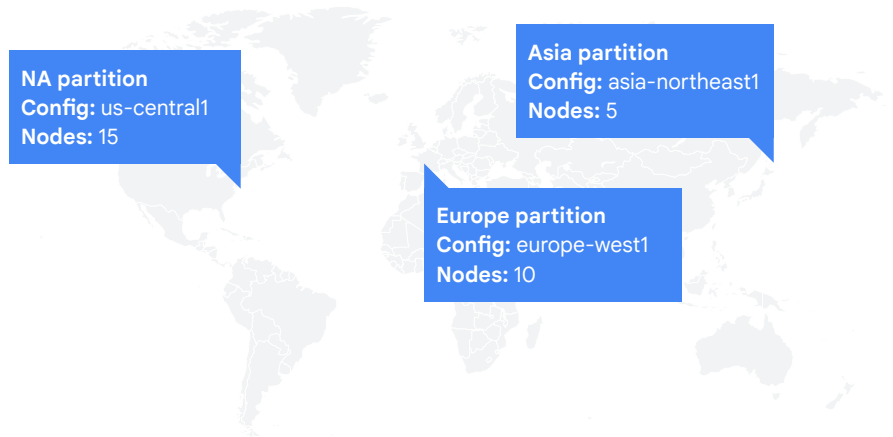 NA partition
Config: us-central1
Nodes: 15
Asia partition
Config: asia-northeast1
Nodes: 5
Europe partition
Config: europe-west1
Nodes: 10